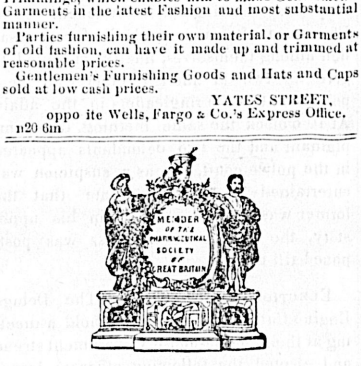 Garments in the latest Fashion and most substantial
manner.
Parties furnishing their own material, or Garments
of old fashion, can have it made up and trimmed at
reasonable prices.
Gentlemen's Furnishing Goods and Hats and Caps
sold at low cash prices.
YATES STREET,
oppo ite Wells, Fargo & Co.'s Express Office.
n20 6m
MEMBER
OF THE
PHARMACEUTICAL
SOCIETY
OF
GREAT BRITAIN